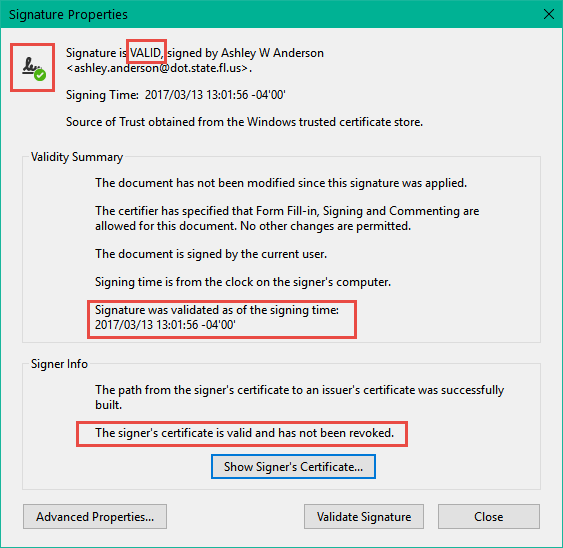 Signature Properties
Signature is VALID, signed by Ashley W Anderson
<ashley.anderson@dot.state.fl.us>.
Signing Time: 2017/03/13 13:01:56 -04'00'
Source of Trust obtained from the Windows trusted certificate store.
Validity Summary
The document has not been modified since this signature was applied.
The certifier has specified that Form Fill-in, Signing and Commenting are
allowed for this document. No other changes are permitted.
The document is signed by the current user.
Signing time is from the clock on the signer's computer.
Signature was validated as of the signing time:
2017/03/13 13:01:56 -04'00'
Signer Info
The path from the signer's certificate to an issuer's certificate was successfully
built.
The signer's certificate is valid and has not been revoked.
Show Signer's Certificate...
Advanced Properties...
Validate Signature
Close